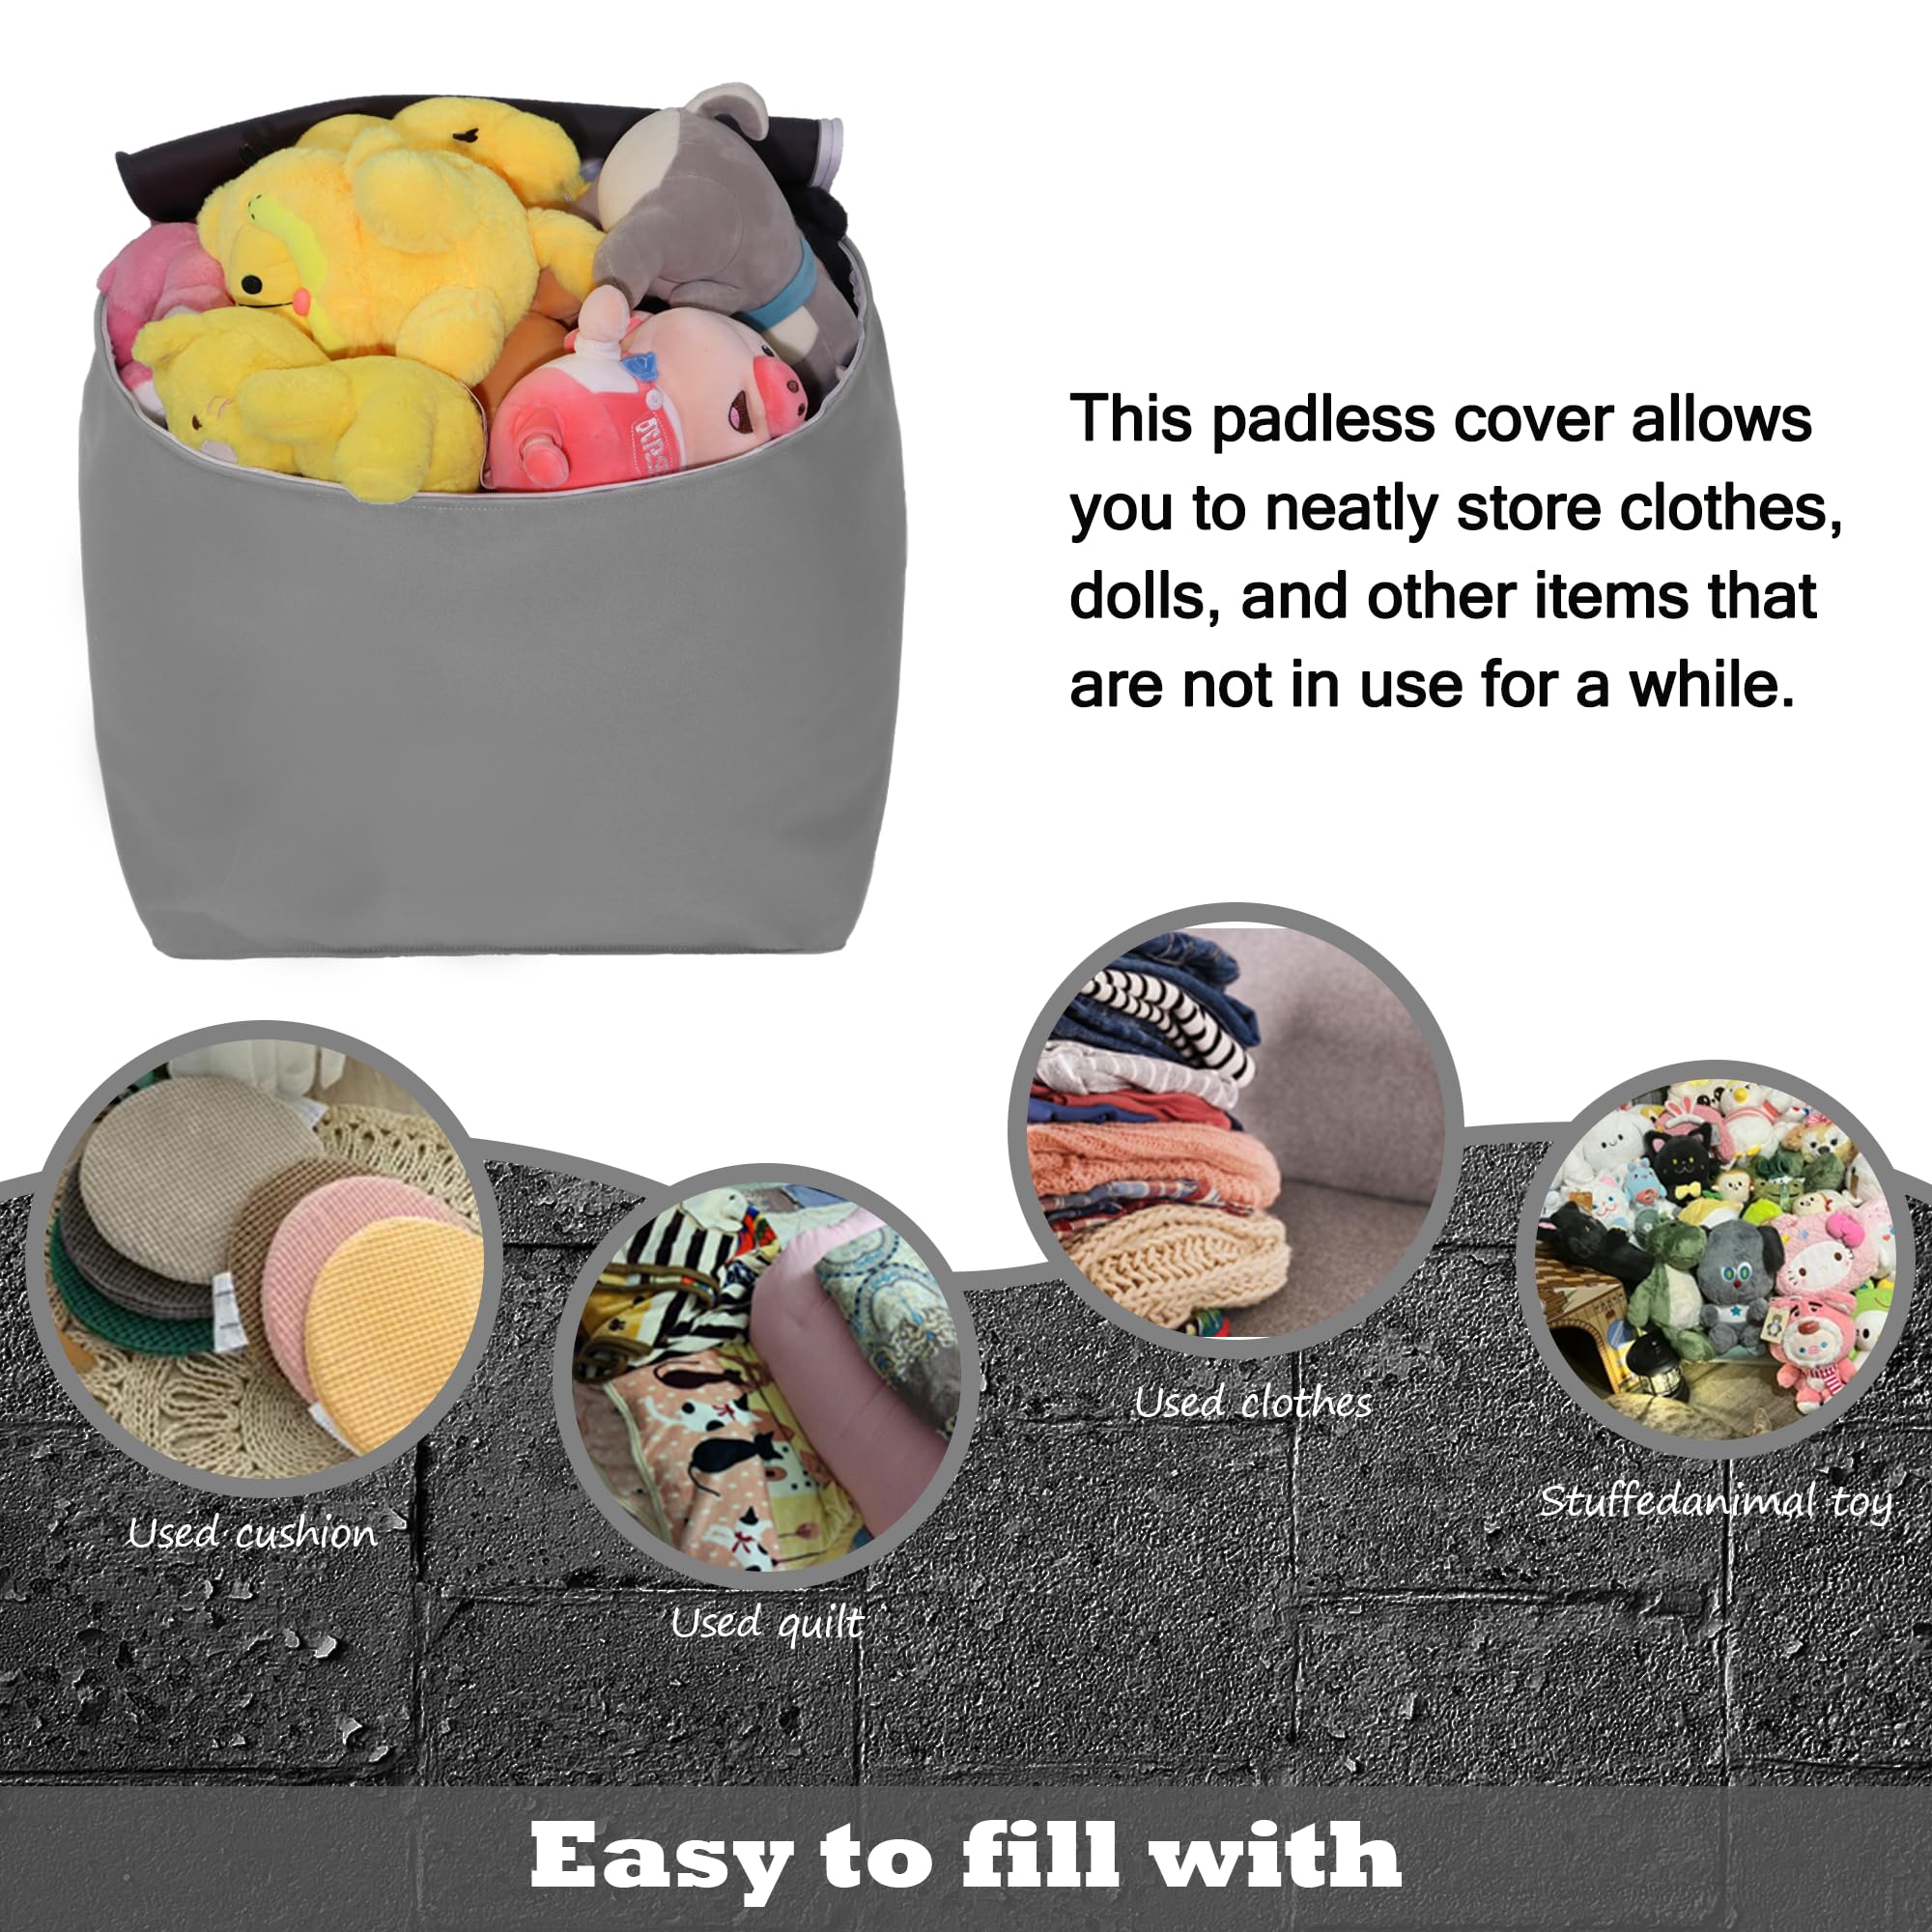 This padless cover allows
you to neatly store clothes,
dolls, and other items that
are not in use for a while.
Used clothes
Stuffedanimal toy
Used cushion
Used quilt
Easy to fill with